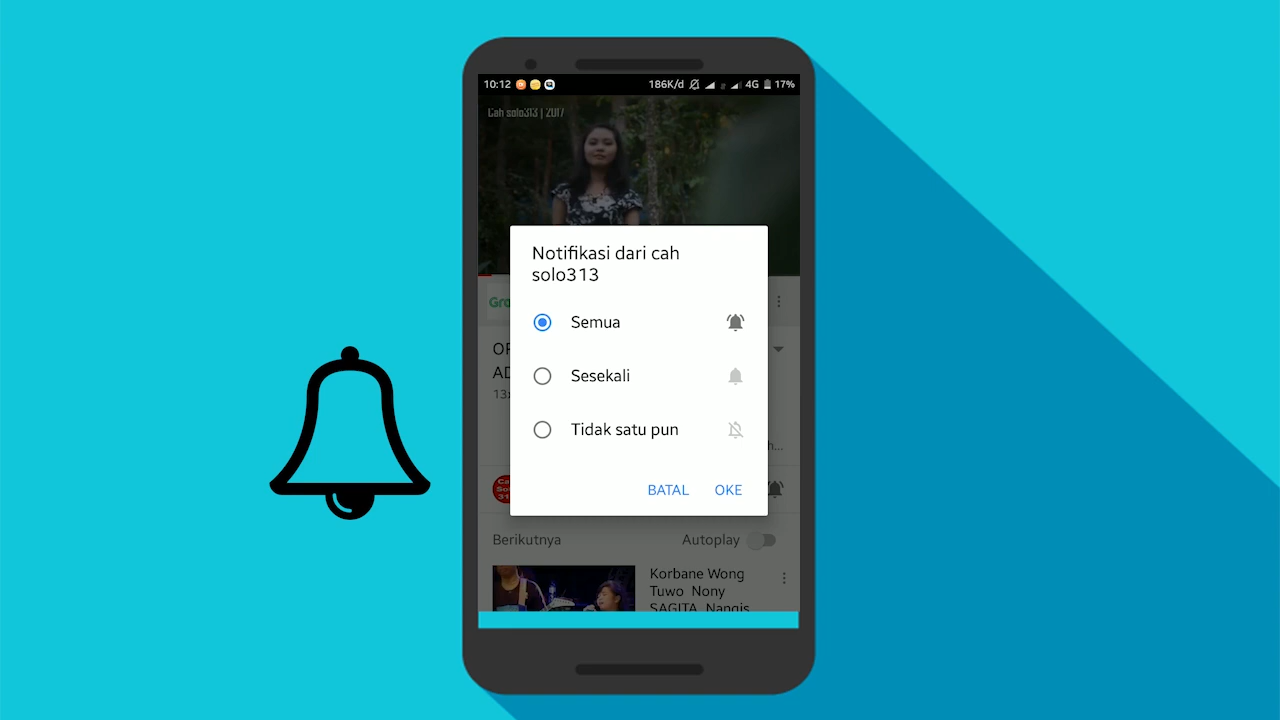 10:12 186K/d 4G 17%
Cah solo313 | 2017
Notifikasi dari cah
solo313
Semua
Sesekali
Tidak satu pun
BATAL OKE
Berikutnya Autoplay
Korbane Wong
Tuwo Nony
SAGITA Nangis